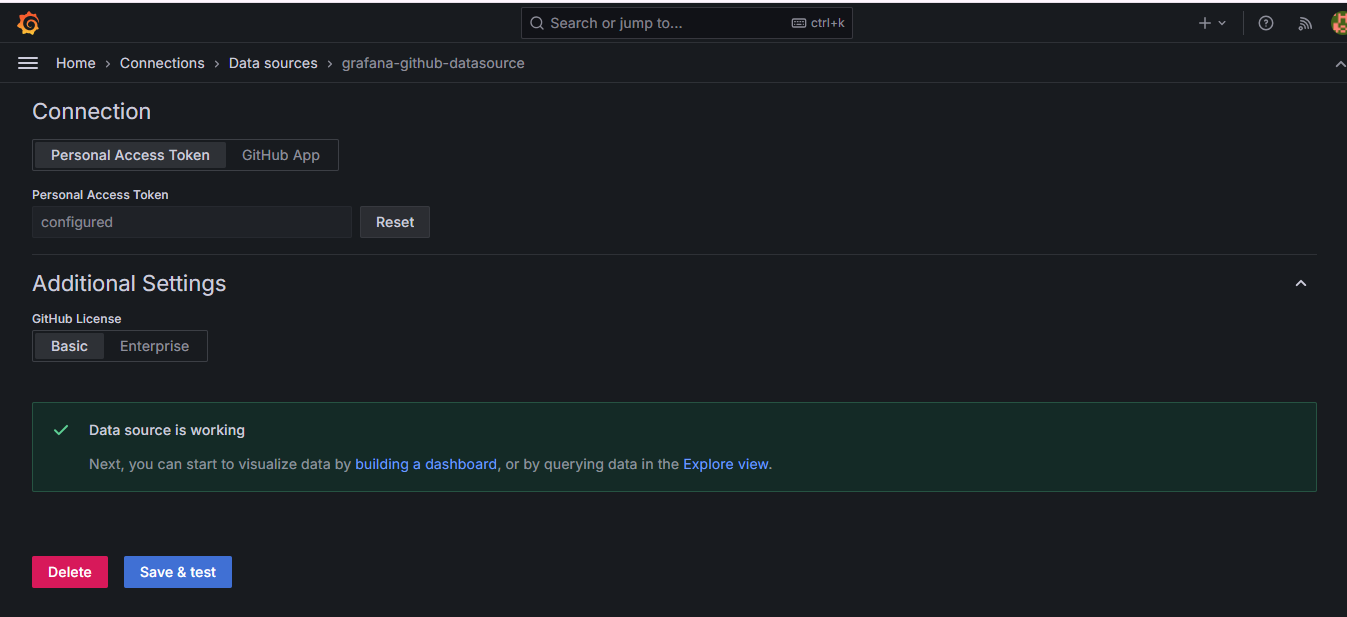 Search or jump to... ctrl+k
Home › Connections › Data sources › grafana-github-datasource
Connection
Personal Access Token GitHub App
Personal Access Token
configured Reset
Additional Settings
GitHub License
Basic Enterprise
Data source is working
Next, you can start to visualize data by building a dashboard, or by querying data in the Explore view.
Delete Save & test